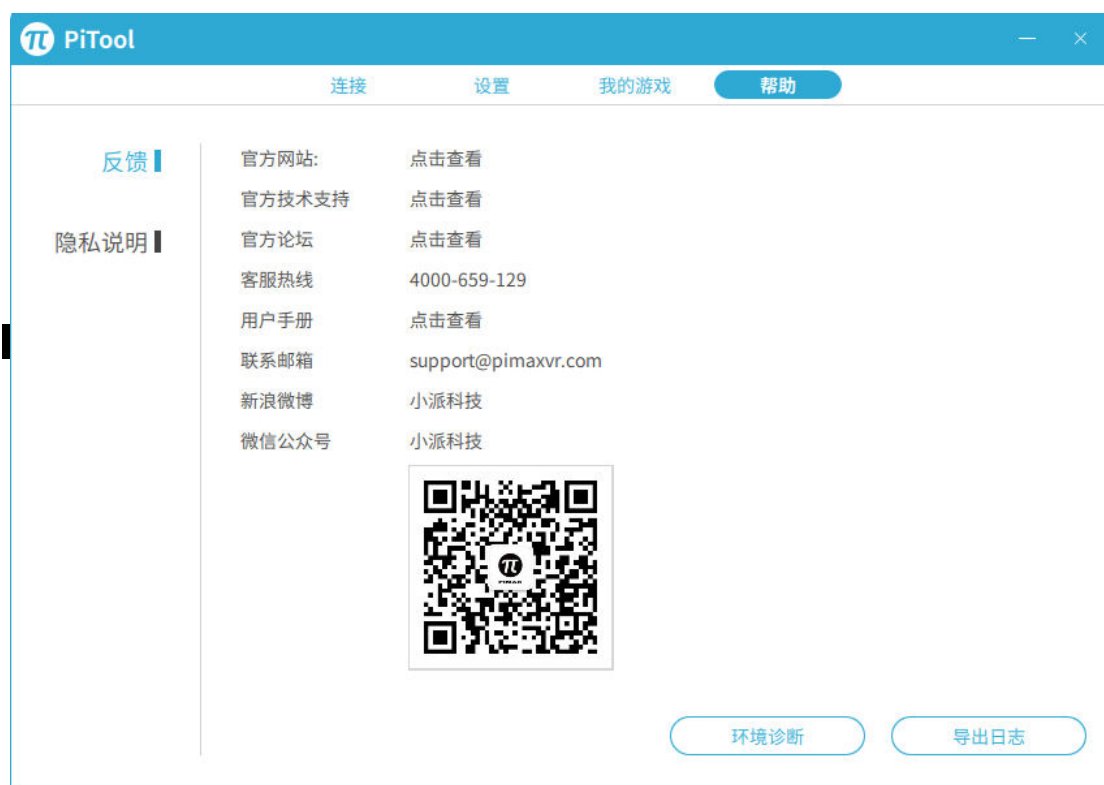 PiTool
连接 设置 我的游戏 帮助
反馈
隐私说明
官方网站: 点击查看
官方技术支持 点击查看
官方论坛 点击查看
客服热线 4000-659-129
用户手册 点击查看
联系邮箱 support@pimaxvr.com
新浪微博 小派科技
微信公众号 小派科技
PIMAX
环境诊断 导出日志